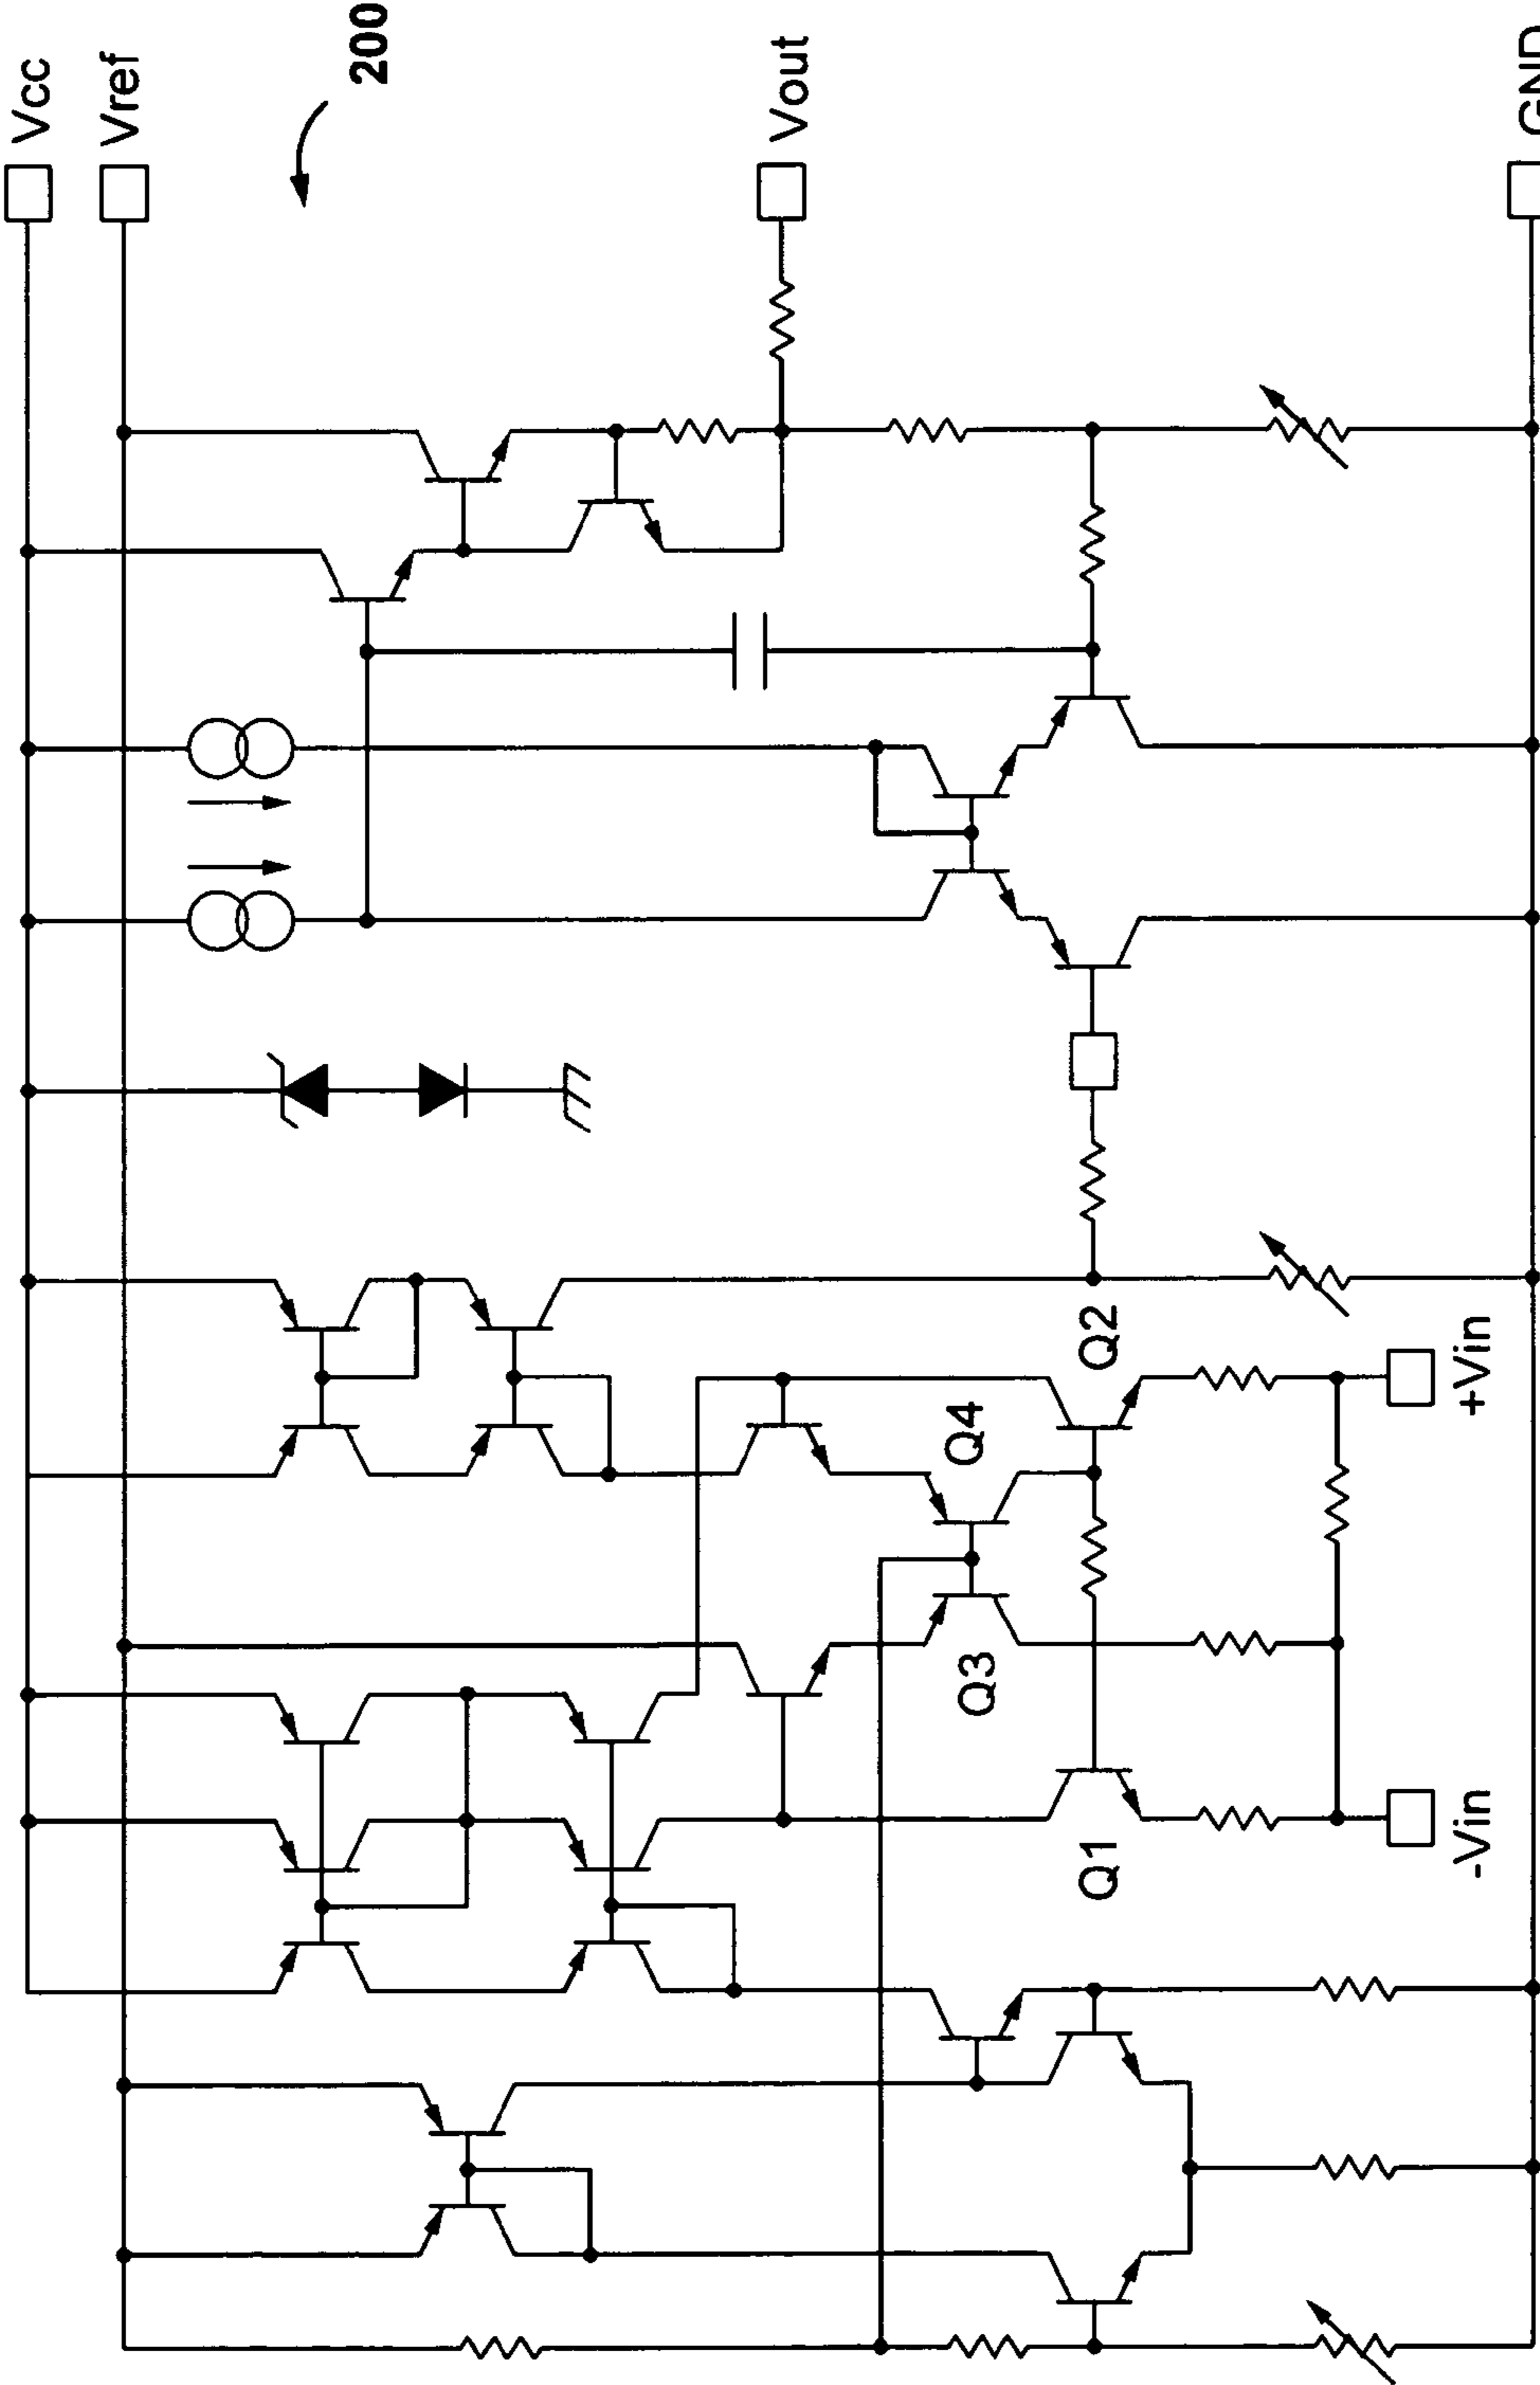 Vcc
Vref
200
Vout
GND
Q2
+Vin
Q4
Q3
Q1
-Vin